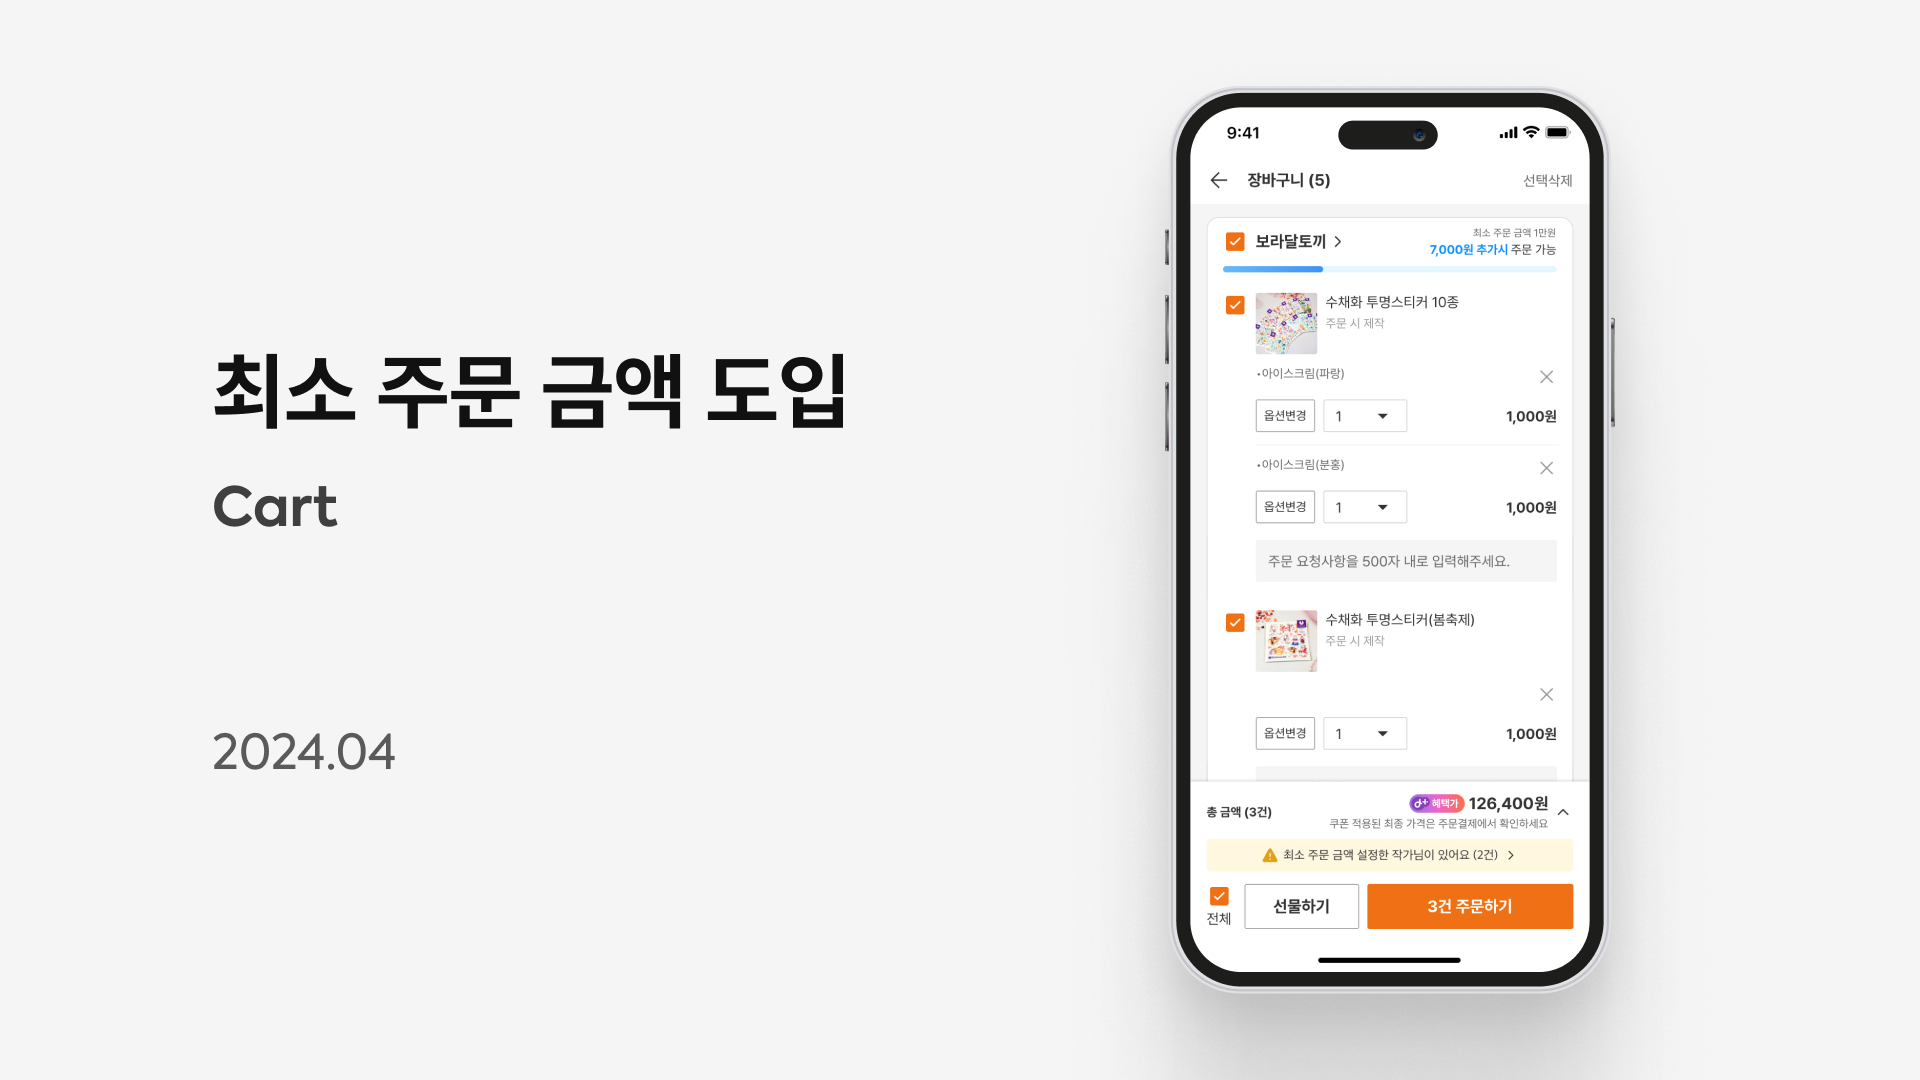 최소 주문 금액 도입
Cart
2024.04
9:41
장바구니 (5)
선택삭제
보라달토끼
최소 주문 금액 1만원
7,000원 추가시 주문 가능
수채화 투명스티커 10종
주문 시 제작
•아이스크림(파랑)
옵션변경
1
1,000원
•아이스크림(분홍)
옵션변경
1
1,000원
주문 요청사항을 500자 내로 입력해주세요.
수채화 투명스티커(봄축제)
주문 시 제작
옵션변경
1
1,000원
총 금액 (3건)
d+ 혜택가 126,400원
쿠폰 적용된 최종 가격은 주문결제에서 확인하세요
최소 주문 금액 설정한 작가님이 있어요 (2건)
전체
선물하기
3건 주문하기